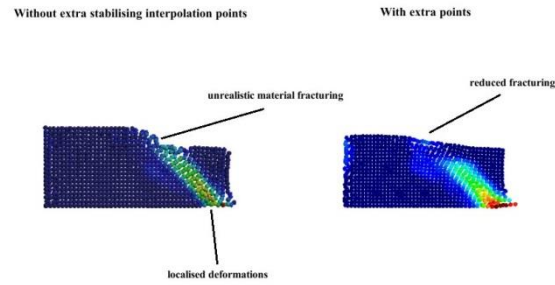 Without extra stabilising interpolation points
With extra points
reduced fracturing
unrealistic material fracturing
localised deformations